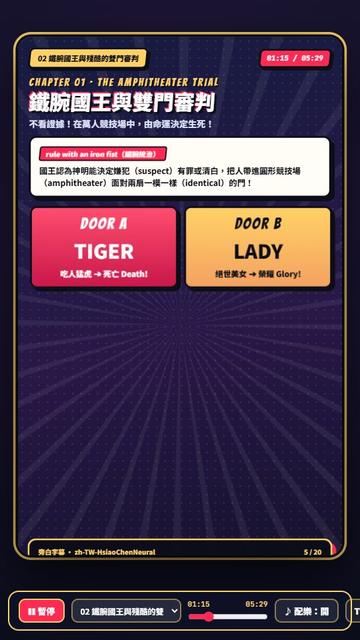 02 鐵腕國王與殘酷的雙門審判
01:15 / 05:29
CHAPTER 01 · THE AMPHITHEATER TRIAL
鐵腕國王與雙門審判
不看證據！在萬人競技場中，由命運決定生死！
rule with an iron fist（鐵腕統治）
國王認為神明能決定嫌犯（suspect）有罪或清白，把人帶進圓形競技場
（amphitheater）面對兩扇一模一樣（identical）的門！
DOOR A
TIGER
吃人猛虎 ➔ 死亡 Death!
DOOR B
LADY
絕世美女 ➔ 榮耀 Glory!
旁白字幕 • zh-TW-HsiaoChenNeural
5 / 20
暫停
02 鐵腕國王與殘酷的雙
01:15
05:29
♪ 配樂：開